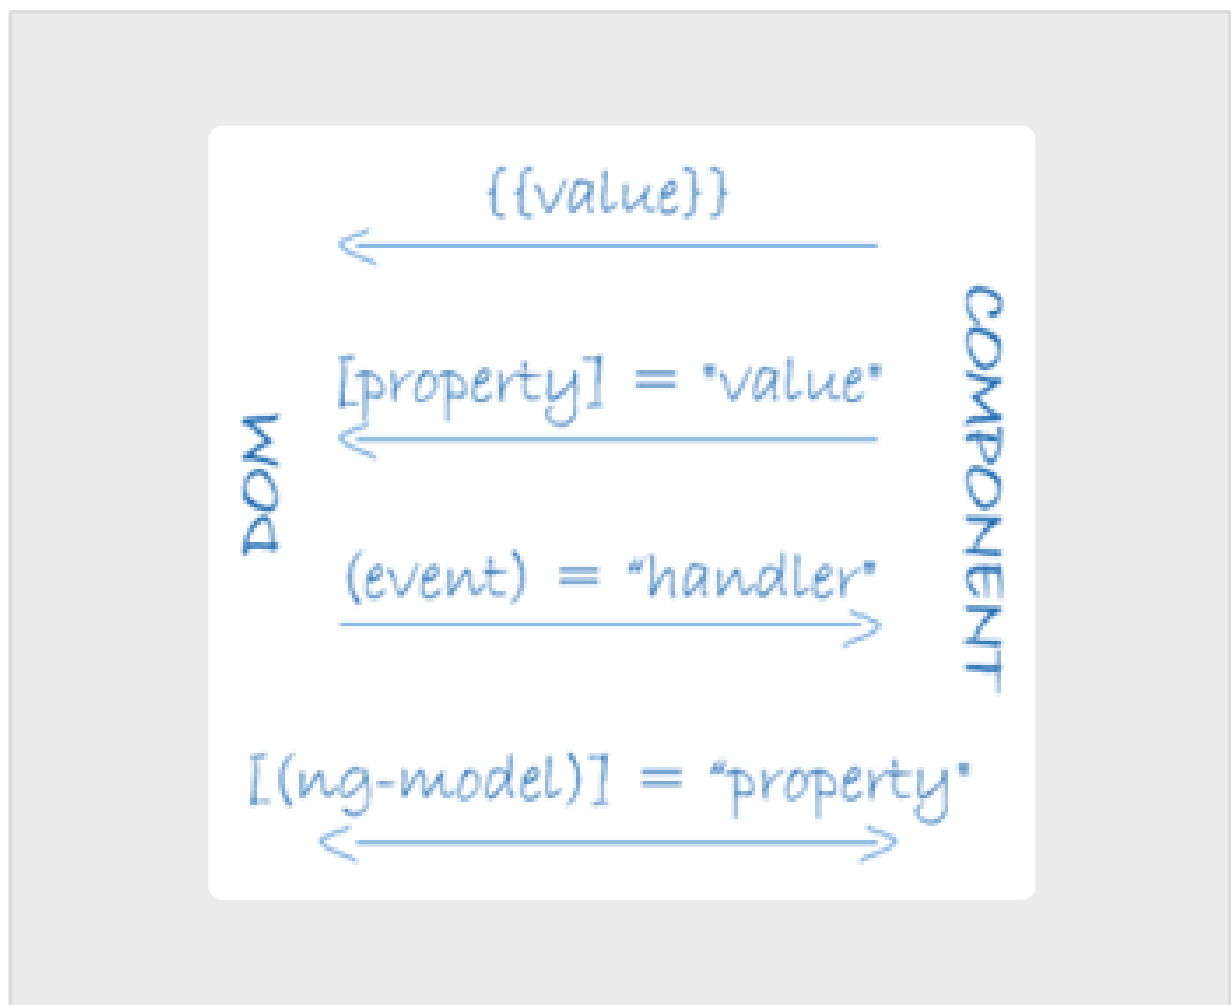 {{value}}
[property] = "value"
DOM
(event) = "handler"
COMPONENT
[(ng-model)] = "property"